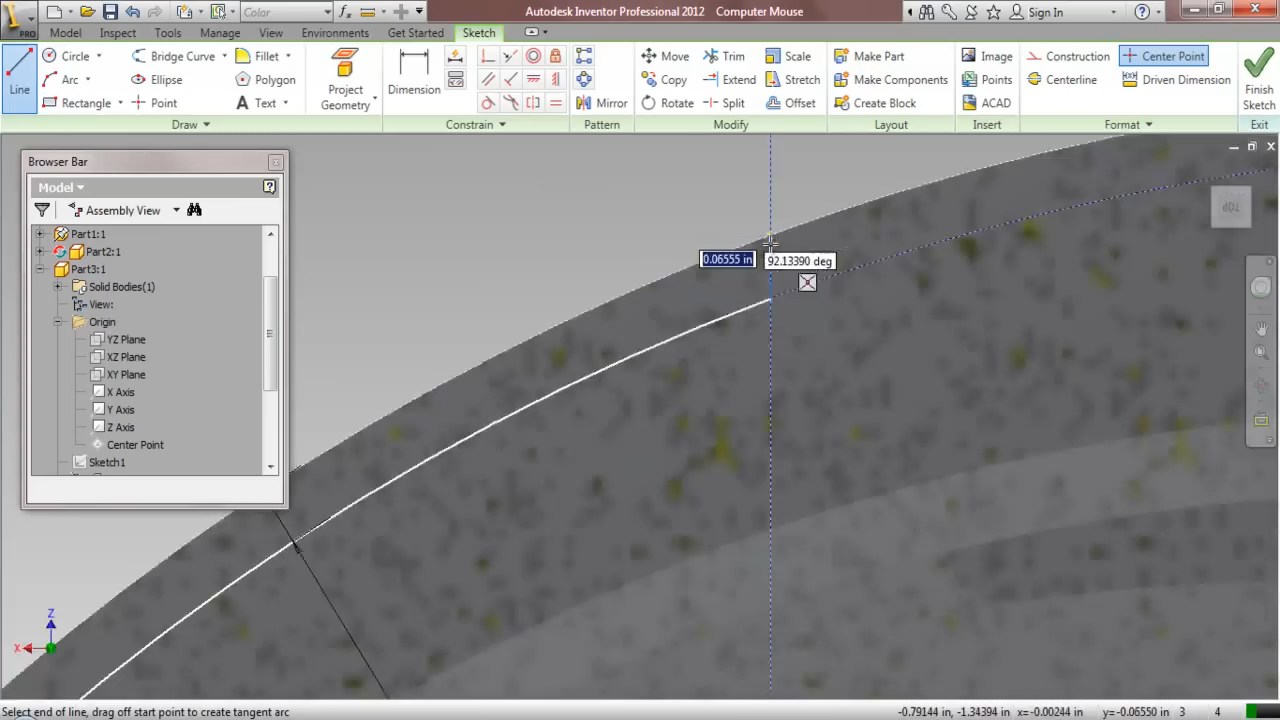 PRO
Color
Autodesk Inventor Professional 2012 Computer Mouse
Sign In
Model Inspect Tools Manage View Environments Get Started Sketch
Line
Circle
Arc
Rectangle
Bridge Curve
Ellipse
Point
Fillet
Polygon
Text
Project
Geometry
Dimension
Mirror
Move
Copy
Rotate
Trim
Extend
Split
Scale
Stretch
Offset
Make Part
Make Components
Create Block
Image
Points
ACAD
Construction
Centerline
Center Point
Driven Dimension
Finish
Sketch
Draw Constrain Pattern Modify Layout Insert Format Exit
Browser Bar
Model
Assembly View
Part1:1
Part2:1
Part3:1
Solid Bodies(1)
View:
Origin
YZ Plane
XZ Plane
XY Plane
X Axis
Y Axis
Z Axis
Center Point
Sketch1
TOP
0.06555 in
92.13390 deg
Z
X
Select end of line, drag off start point to create tangent arc
-0.79144 in, -1.34394 in x=-0.00244 in y=-0.06550 in 3 4